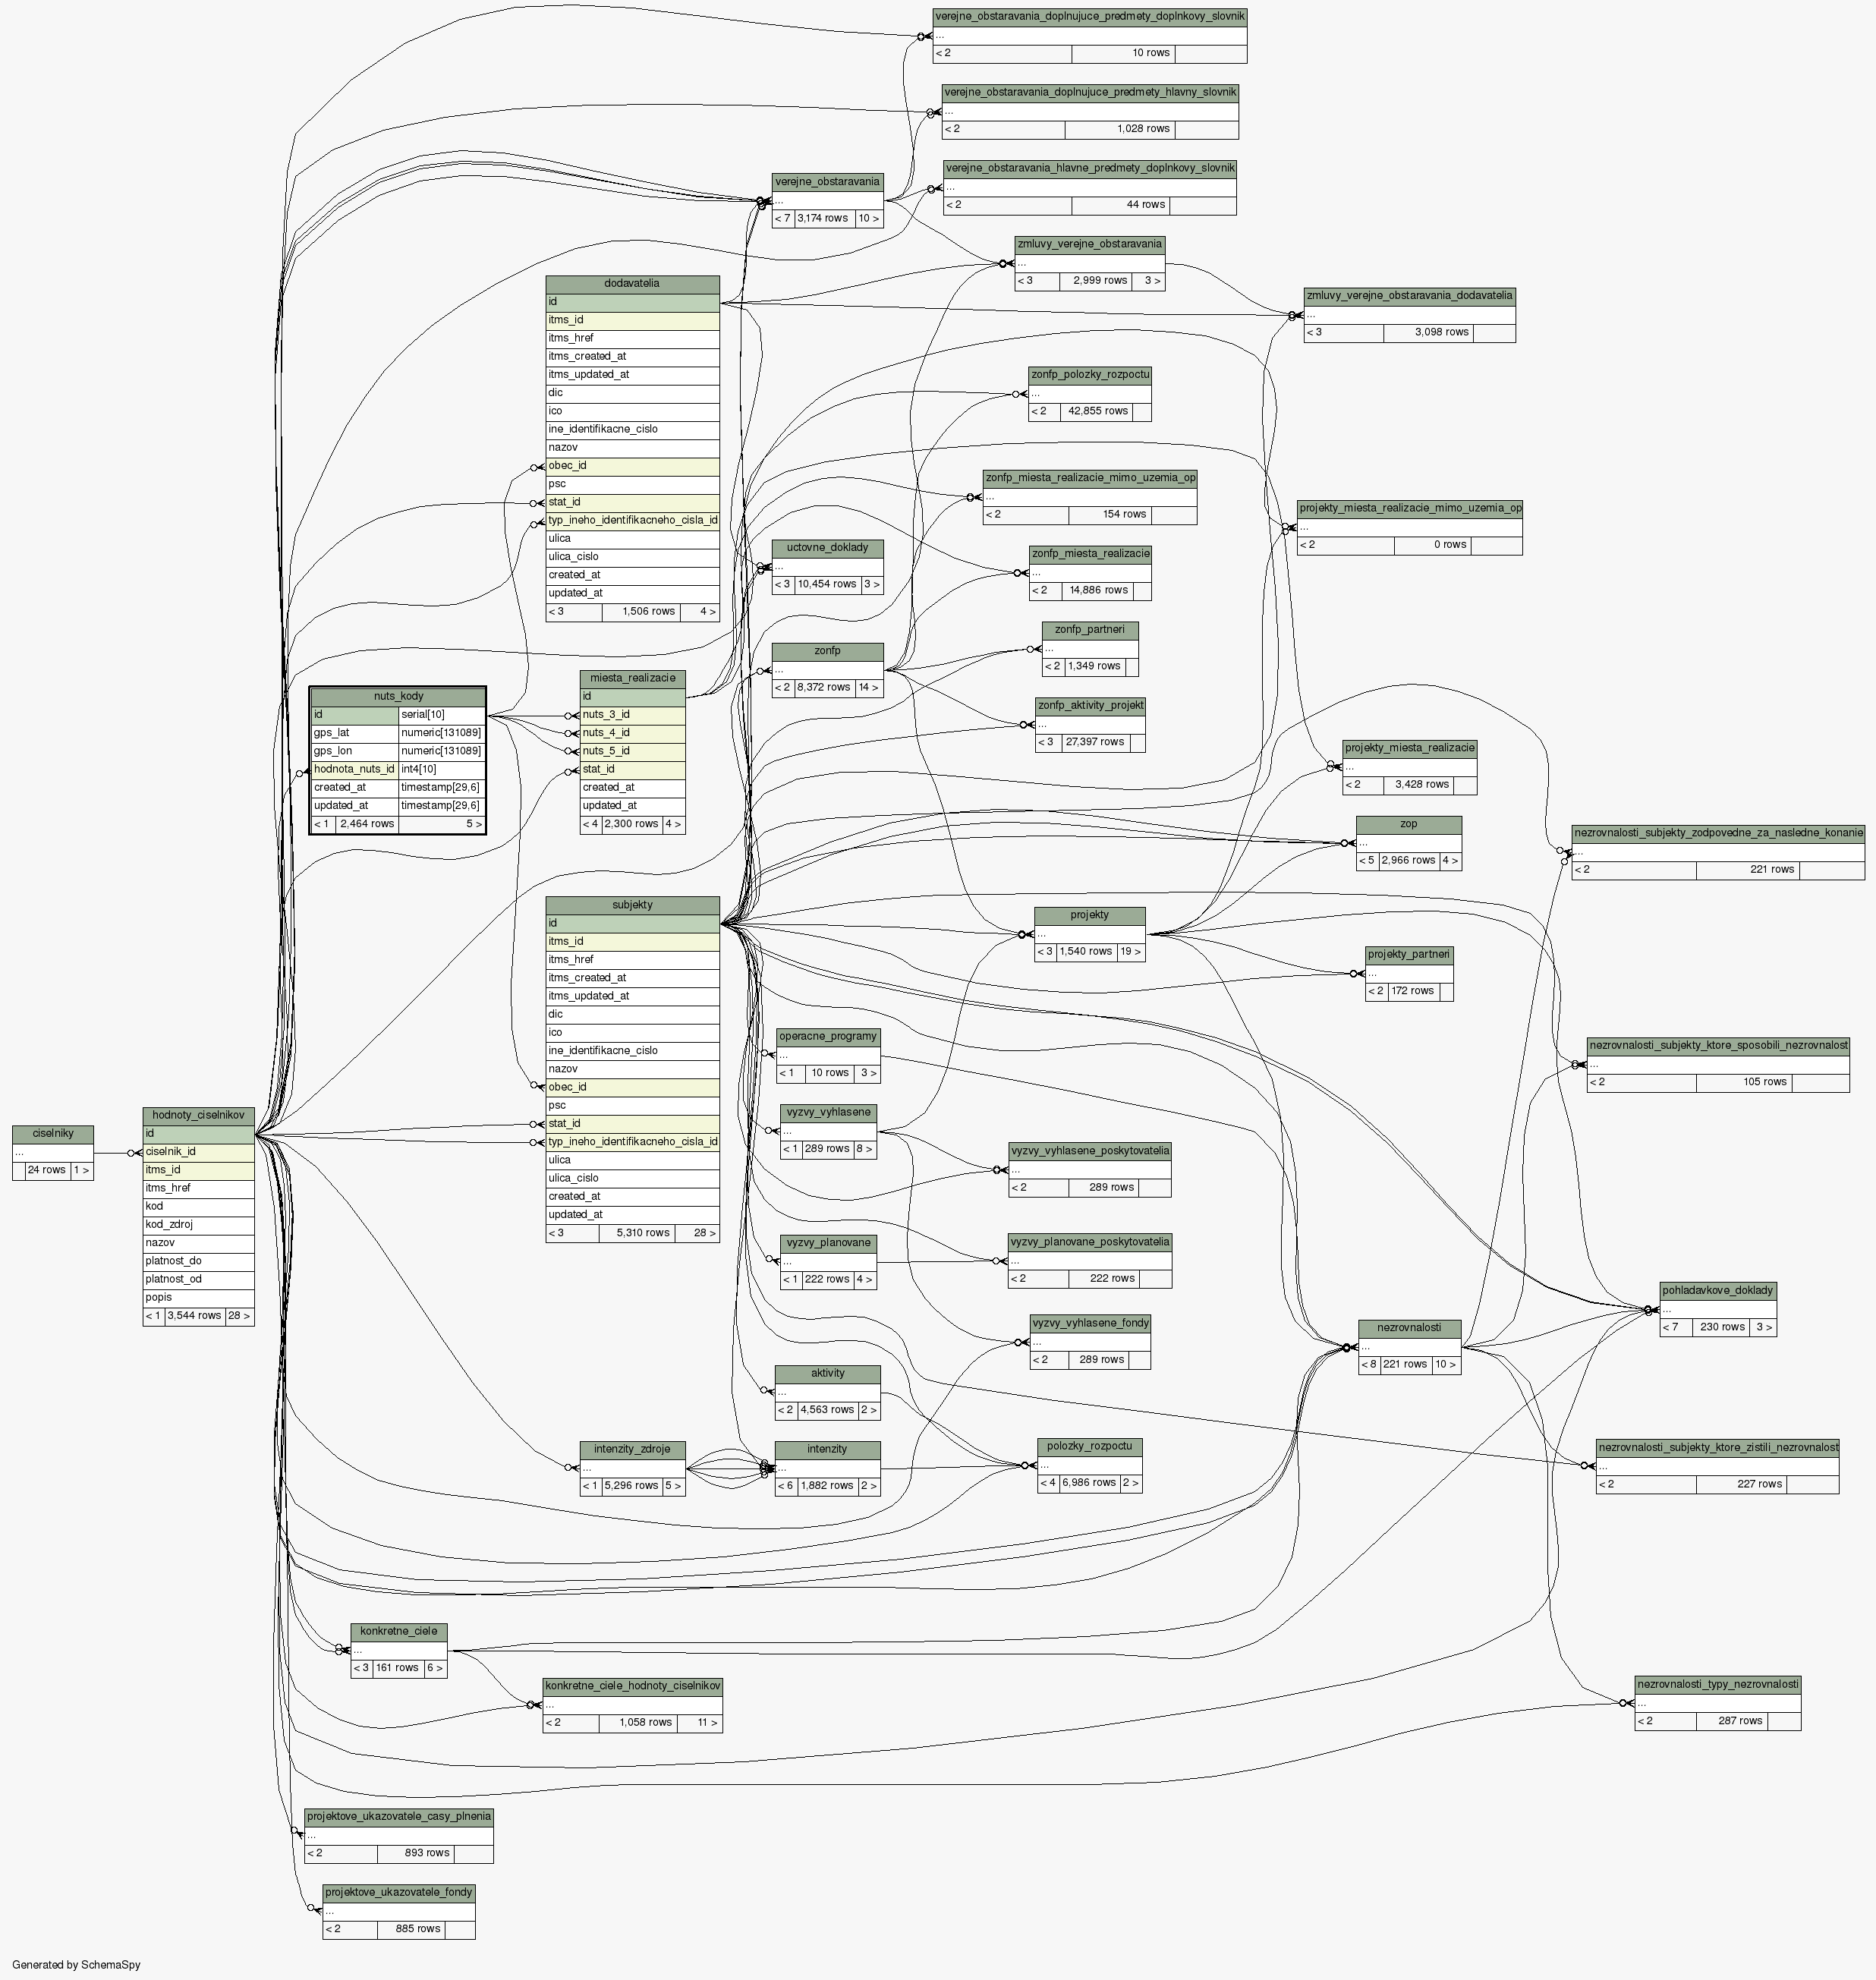 verejne_obstaravania_doplnujuce_predmety_doplnkovy_slovnik
...
< 2 10 rows
verejne_obstaravania_doplnujuce_predmety_hlavny_slovnik
...
< 2 1,028 rows
verejne_obstaravania_hlavne_predmety_doplnkovy_slovnik
...
< 2 44 rows
verejne_obstaravania
...
< 7 3,174 rows 10 >
zmluvy_verejne_obstaravania
...
< 3 2,999 rows 3 >
zmluvy_verejne_obstaravania_dodavatelia
...
< 3 3,098 rows
dodavatelia
id
itms_id
itms_href
itms_created_at
itms_updated_at
dic
ico
ine_identifikacne_cislo
nazov
obec_id
psc
stat_id
typ_ineho_identifikacneho_cisla_id
ulica
ulica_cislo
created_at
updated_at
< 3 1,506 rows 4 >
zonfp_polozky_rozpoctu
...
< 2 42,855 rows
zonfp_miesta_realizacie_mimo_uzemia_op
...
< 2 154 rows
projekty_miesta_realizacie_mimo_uzemia_op
...
< 2 0 rows
uctovne_doklady
...
< 3 10,454 rows 3 >
zonfp_miesta_realizacie
...
< 2 14,886 rows
zonfp_partneri
...
< 2 1,349 rows
zonfp
...
< 2 8,372 rows 14 >
zonfp_aktivity_projekt
...
< 3 27,397 rows
miesta_realizacie
id
nuts_3_id
nuts_4_id
nuts_5_id
stat_id
created_at
updated_at
< 4 2,300 rows 4 >
nuts_kody
id serial[10]
gps_lat numeric[131089]
gps_lon numeric[131089]
hodnota_nuts_id int4[10]
created_at timestamp[29,6]
updated_at timestamp[29,6]
< 1 2,464 rows 5 >
projekty_miesta_realizacie
...
< 2 3,428 rows
zop
...
< 5 2,966 rows 4 >
nezrovnalosti_subjekty_zodpovedne_za_nasledne_konanie
...
< 2 221 rows
subjekty
id
itms_id
itms_href
itms_created_at
itms_updated_at
dic
ico
ine_identifikacne_cislo
nazov
obec_id
psc
stat_id
typ_ineho_identifikacneho_cisla_id
ulica
ulica_cislo
created_at
updated_at
< 3 5,310 rows 28 >
projekty
...
< 3 1,540 rows 19 >
projekty_partneri
...
< 2 172 rows
operacne_programy
...
< 1 10 rows 3 >
nezrovnalosti_subjekty_ktore_sposobili_nezrovnalost
...
< 2 105 rows
ciselniky
...
24 rows 1 >
hodnoty_ciselnikov
id
ciselnik_id
itms_id
itms_href
kod
kod_zdroj
nazov
platnost_do
platnost_od
popis
< 1 3,544 rows 28 >
vyzvy_vyhlasene
...
< 1 289 rows 8 >
vyzvy_vyhlasene_poskytovatelia
...
< 2 289 rows
vyzvy_planovane
...
< 1 222 rows 4 >
vyzvy_planovane_poskytovatelia
...
< 2 222 rows
vyzvy_vyhlasene_fondy
...
< 2 289 rows
pohladavkove_doklady
...
< 7 230 rows 3 >
nezrovnalosti
...
< 8 221 rows 10 >
aktivity
...
< 2 4,563 rows 2 >
intenzity_zdroje
...
< 1 5,296 rows 5 >
intenzity
...
< 6 1,882 rows 2 >
polozky_rozpoctu
...
< 4 6,986 rows 2 >
nezrovnalosti_subjekty_ktore_zistili_nezrovnalost
...
< 2 227 rows
konkretne_ciele
...
< 3 161 rows 6 >
konkretne_ciele_hodnoty_ciselnikov
...
< 2 1,058 rows 11 >
nezrovnalosti_typy_nezrovnalosti
...
< 2 287 rows
projektove_ukazovatele_casy_plnenia
...
< 2 893 rows
projektove_ukazovatele_fondy
...
< 2 885 rows
Generated by SchemaSpy